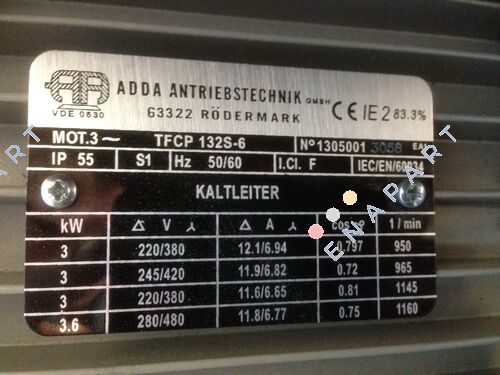 ADDA ANTRIEBSTECHNIK GMBH
VDE 0530
63322 RÖDERMARK
CE IE2 83.3%
MOT.3~ TFCP 132S-6 Nº1305001 3058
IP 55 S1 Hz 50/60 I.Cl. F IEC/EN/60034
KALTLEITER
kW Δ V Y Δ A Y cos φ 1/min
3 220/380 12.1/6.94 0.797 950
3 245/420 11.9/6.82 0.72 965
3 220/380 11.6/6.65 0.81 1145
3.6 280/480 11.8/6.77 0.75 1160
ENAPART